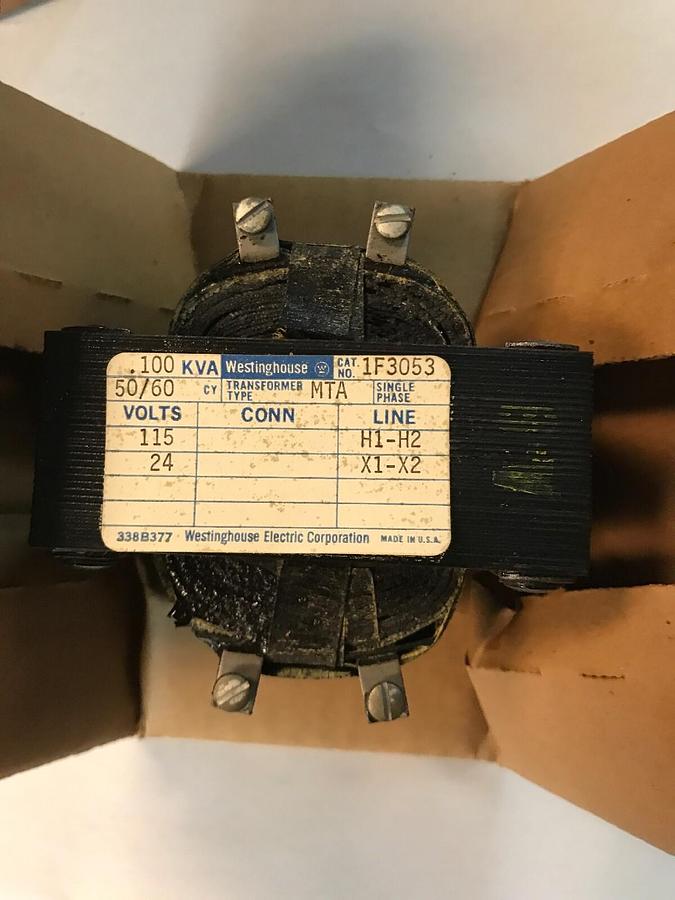 .100 KVA Westinghouse W CAT. NO. 1F3053
50/60 CY TRANSFORMER TYPE MTA SINGLE PHASE
VOLTS CONN LINE
115 H1-H2
24 X1-X2
338B377 Westinghouse Electric Corporation MADE IN U.S.A.